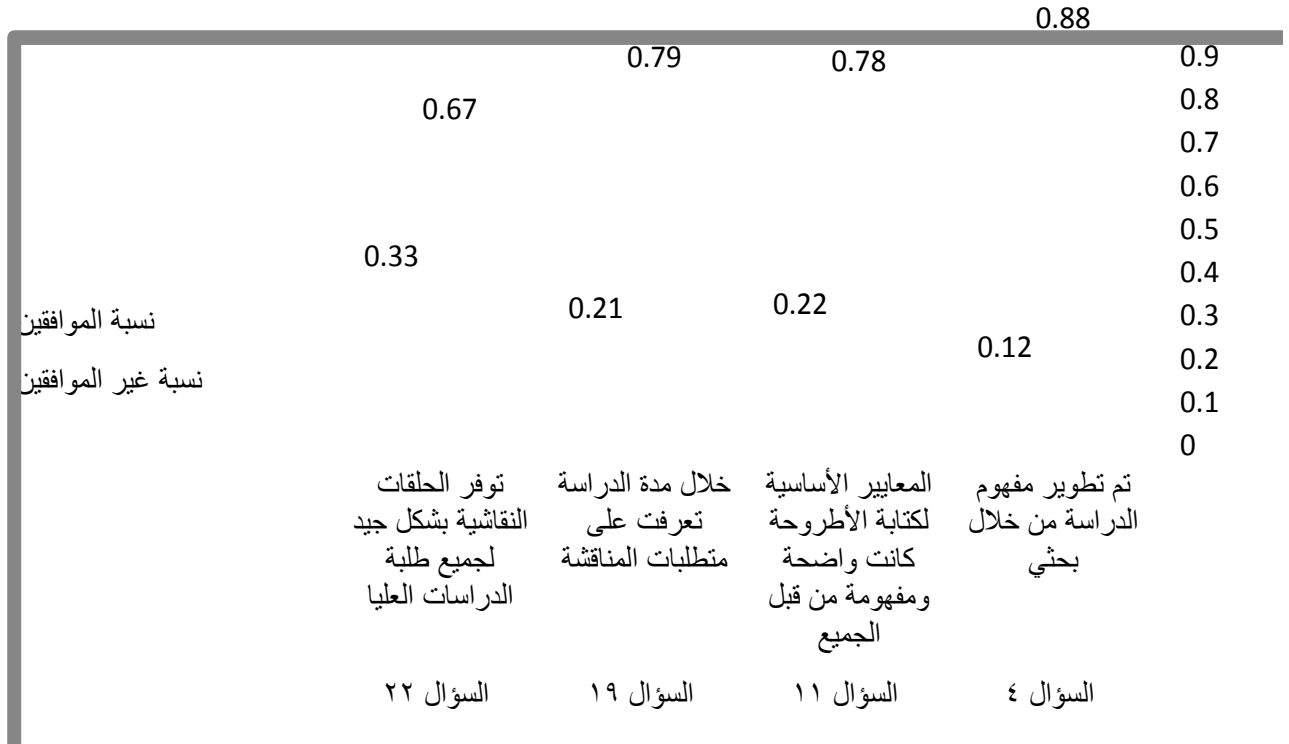 0.88
0.9
0.78
0.79
0.8
0.67
0.7
0.6
0.5
0.33
0.4
0.22
0.21
0.3
نسبة الموافقين
0.12
0.2
نسبة غير الموافقين
0.1
0
تم تطوير مفهوم
الدراسة من خلال
بحثي
المعايير الأساسية
لكتابة الأطروحة
كانت واضحة
ومفهومة من قبل
الجميع
خلال مدة الدراسة
تعرفت على
متطلبات المناقشة
توفر الحلقات
النقاشية بشكل جيد
لجميع طلبة
الدراسات العليا
السؤال ٤
السؤال ١١
السؤال ١٩
السؤال ٢٢